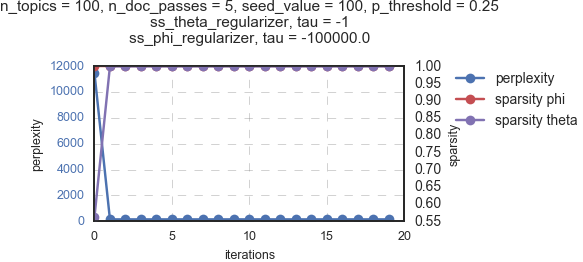 n_topics = 100, n_doc_passes = 5, seed_value = 100, p_threshold = 0.25
ss_theta_regularizer, tau = -1
ss_phi_regularizer, tau = -100000.0
12000
10000
8000
6000
4000
2000
0
perplexity
0
5
10
15
20
iterations
1.00
0.95
0.90
0.85
0.80
0.75
0.70
0.65
0.60
0.55
sparsity
perplexity
sparsity phi
sparsity theta